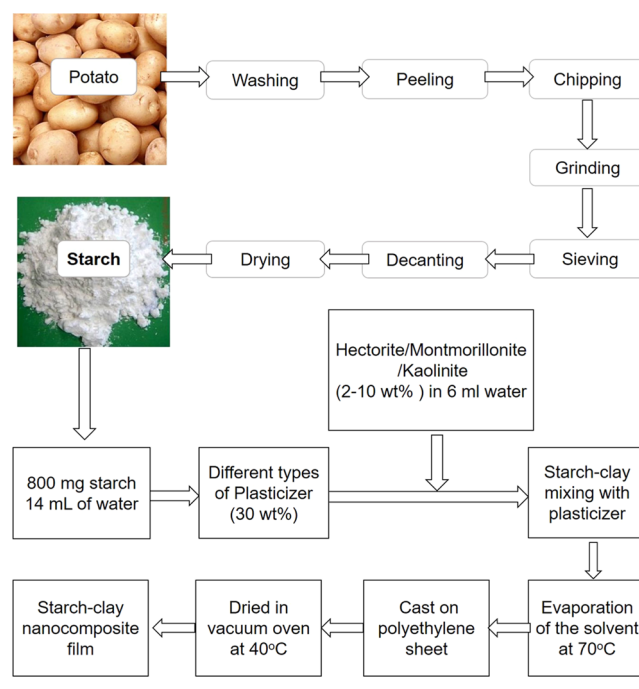 Potato
Washing
Peeling
Chipping
Grinding
Sieving
Decanting
Drying
Starch
Hectorite/Montmorillonite
/Kaolinite
(2-10 wt% ) in 6 ml water
800 mg starch
14 mL of water
Different types
of Plasticizer
(30 wt%)
Starch-clay
mixing with
plasticizer
Evaporation
of the solvent
at 70ᵒC
Cast on
polyethylene
sheet
Dried in
vacuum oven
at 40ᵒC
Starch-clay
nanocomposite
film